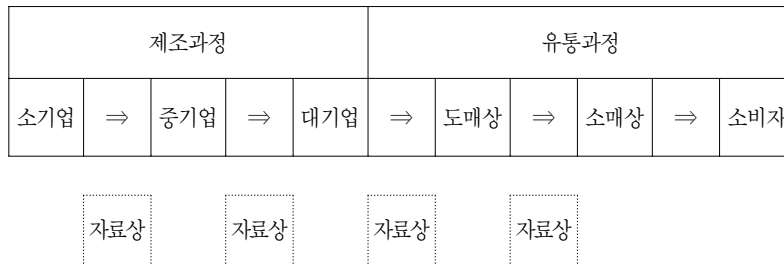 제조과정 유통과정
소기업 ⇒ 중기업 ⇒ 대기업 ⇒ 도매상 ⇒ 소매상 ⇒ 소비자
자료상 자료상 자료상 자료상